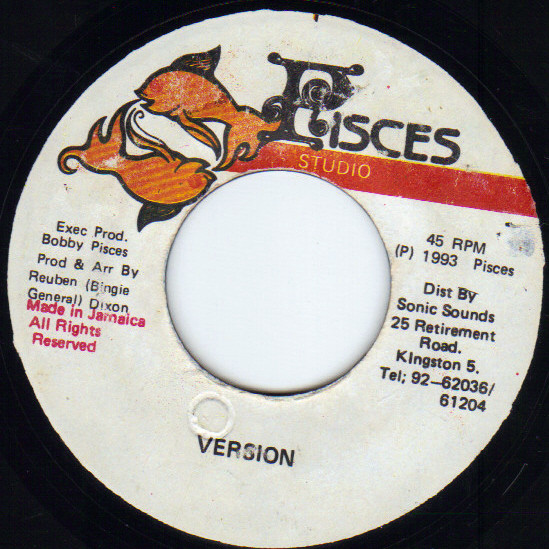 PISCES
STUDIO
Exec Prod.
Bobby Pisces
Prod & Arr By
Reuben (Bingie
General) Dixon
Made in Jamaica
All Rights
Reserved
45 RPM
(P) 1993 Pisces
Dist By
Sonic Sounds
25 Retirement
Road.
Kingston 5.
Tel; 92-62036/
61204
VERSION